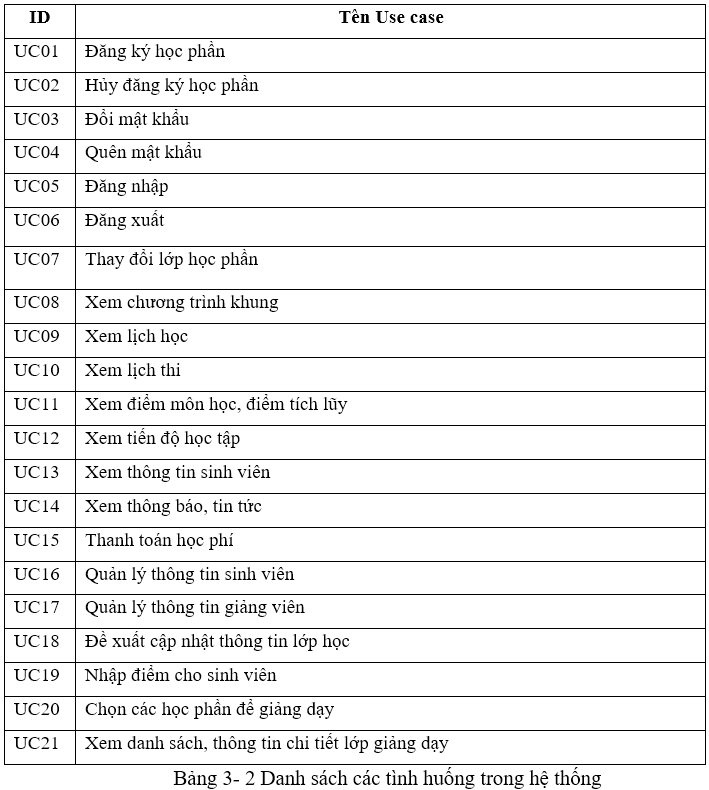 ID Tên Use case
UC01 Đăng ký học phần
UC02 Hủy đăng ký học phần
UC03 Đổi mật khẩu
UC04 Quên mật khẩu
UC05 Đăng nhập
UC06 Đăng xuất
UC07 Thay đổi lớp học phần
UC08 Xem chương trình khung
UC09 Xem lịch học
UC10 Xem lịch thi
UC11 Xem điểm môn học, điểm tích lũy
UC12 Xem tiến độ học tập
UC13 Xem thông tin sinh viên
UC14 Xem thông báo, tin tức
UC15 Thanh toán học phí
UC16 Quản lý thông tin sinh viên
UC17 Quản lý thông tin giảng viên
UC18 Đề xuất cập nhật thông tin lớp học
UC19 Nhập điểm cho sinh viên
UC20 Chọn các học phần để giảng dạy
UC21 Xem danh sách, thông tin chi tiết lớp giảng dạy
Bảng 3- 2 Danh sách các tình huống trong hệ thống